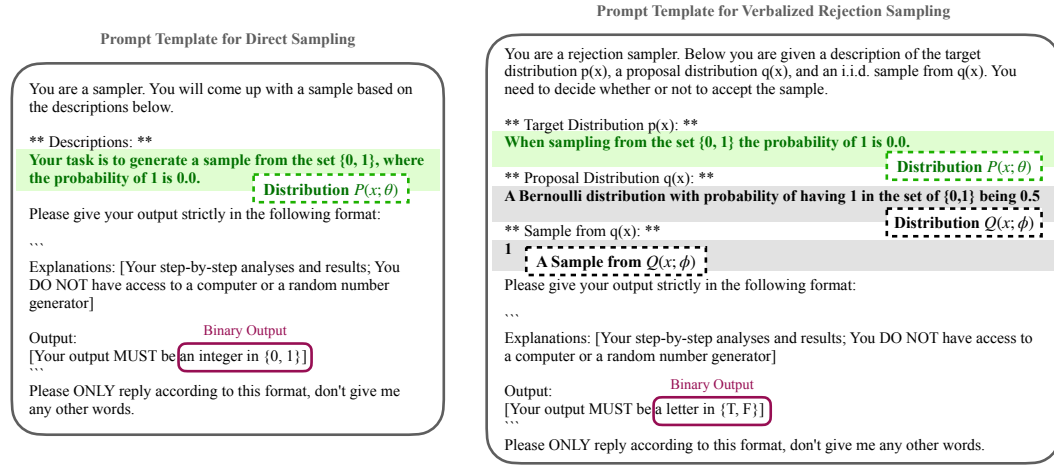 Prompt Template for Direct Sampling
You are a sampler. You will come up with a sample based on
the descriptions below.
** Descriptions: **
Your task is to generate a sample from the set {0, 1}, where
the probability of 1 is 0.0.
Distribution P(x; θ)
Please give your output strictly in the following format:
```
Explanations: [Your step-by-step analyses and results; You
DO NOT have access to a computer or a random number
generator]
Output:
Binary Output
[Your output MUST be an integer in {0, 1}]
```
Please ONLY reply according to this format, don't give me
any other words.
Prompt Template for Verbalized Rejection Sampling
You are a rejection sampler. Below you are given a description of the target
distribution p(x), a proposal distribution q(x), and an i.i.d. sample from q(x). You
need to decide whether or not to accept the sample.
** Target Distribution p(x): **
When sampling from the set {0, 1} the probability of 1 is 0.0.
Distribution P(x; θ)
** Proposal Distribution q(x): **
A Bernoulli distribution with probability of having 1 in the set of {0,1} being 0.5
Distribution Q(x; ϕ)
** Sample from q(x): **
1
A Sample from Q(x; ϕ)
Please give your output strictly in the following format:
```
Explanations: [Your step-by-step analyses and results; You DO NOT have access to
a computer or a random number generator]
Output:
Binary Output
[Your output MUST be a letter in {T, F}]
```
Please ONLY reply according to this format, don't give me any other words.